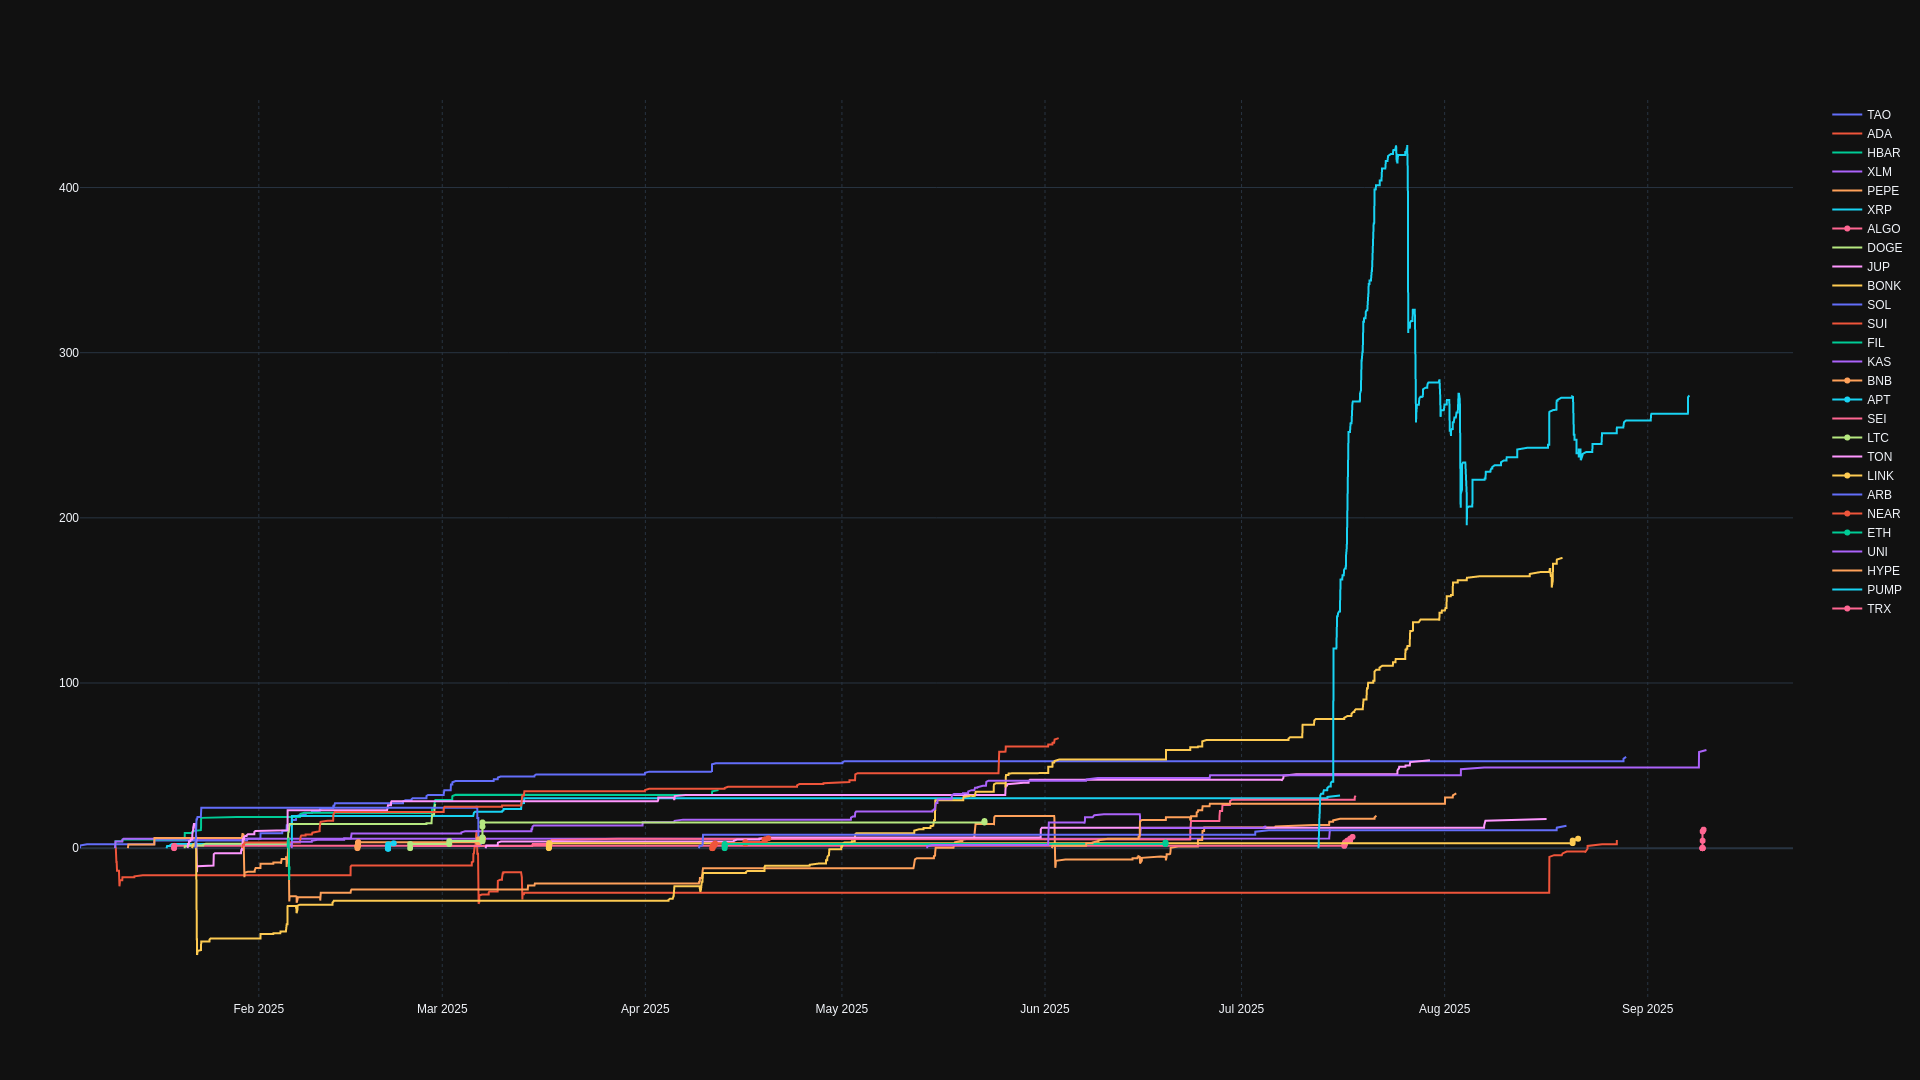 400
300
200
100
0
Feb 2025
Mar 2025
Apr 2025
May 2025
Jun 2025
Jul 2025
Aug 2025
Sep 2025
TAO
ADA
HBAR
XLM
PEPE
XRP
ALGO
DOGE
JUP
BONK
SOL
SUI
FIL
KAS
BNB
APT
SEI
LTC
TON
LINK
ARB
NEAR
ETH
UNI
HYPE
PUMP
TRX